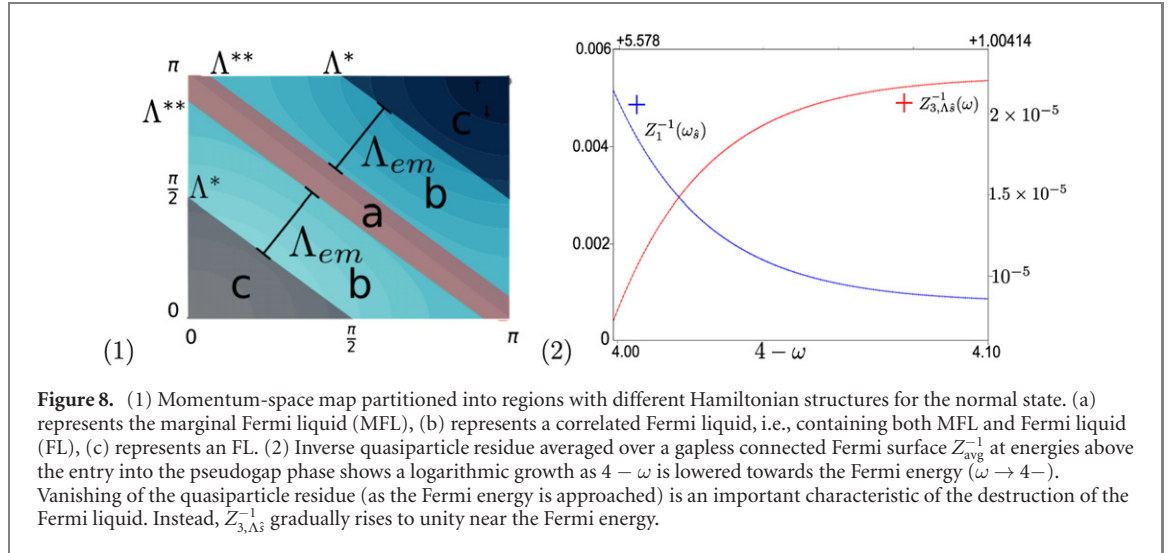 Λ**
Λ*
π
Λ**
π/2
Λ*
0
0
π/2
π
c
Λem
b
a
Λem
b
c
(1)
+5.578
+1.00414
0.006
0.004
0.002
0
Z₁⁻¹(ωŝ)
Z⁻¹₃,Λŝ(ω)
2 × 10⁻⁵
1.5 × 10⁻⁵
10⁻⁵
4.00
4 − ω
4.10
(2)
Figure 8. (1) Momentum-space map partitioned into regions with different Hamiltonian structures for the normal state. (a)
represents the marginal Fermi liquid (MFL), (b) represents a correlated Fermi liquid, i.e., containing both MFL and Fermi liquid
(FL), (c) represents an FL. (2) Inverse quasiparticle residue averaged over a gapless connected Fermi surface Z⁻¹avg at energies above
the entry into the pseudogap phase shows a logarithmic growth as 4 − ω is lowered towards the Fermi energy (ω → 4−).
Vanishing of the quasiparticle residue (as the Fermi energy is approached) is an important characteristic of the destruction of the
Fermi liquid. Instead, Z⁻¹₃,Λŝ gradually rises to unity near the Fermi energy.